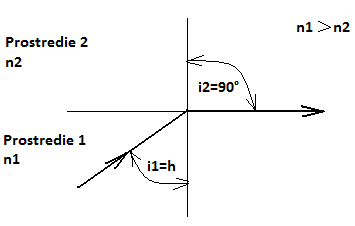 Prostredie 2
n2
n1 > n2
i2=90°
Prostredie 1
n1
i1=h